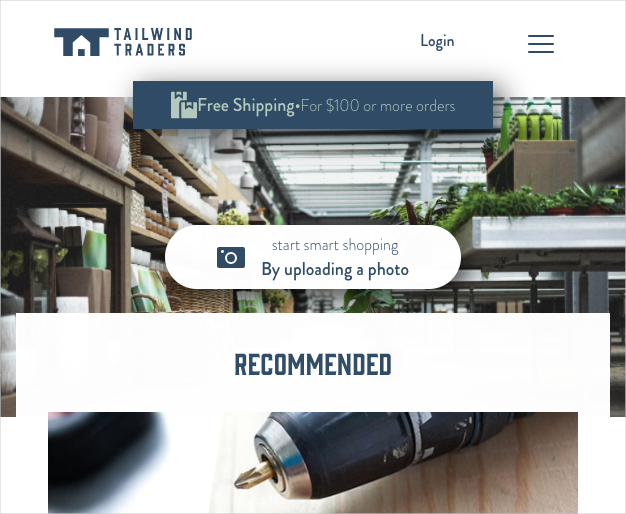 TAILWIND
TRADERS
Login
Free Shipping•For $100 or more orders
start smart shopping
By uploading a photo
RECOMMENDED